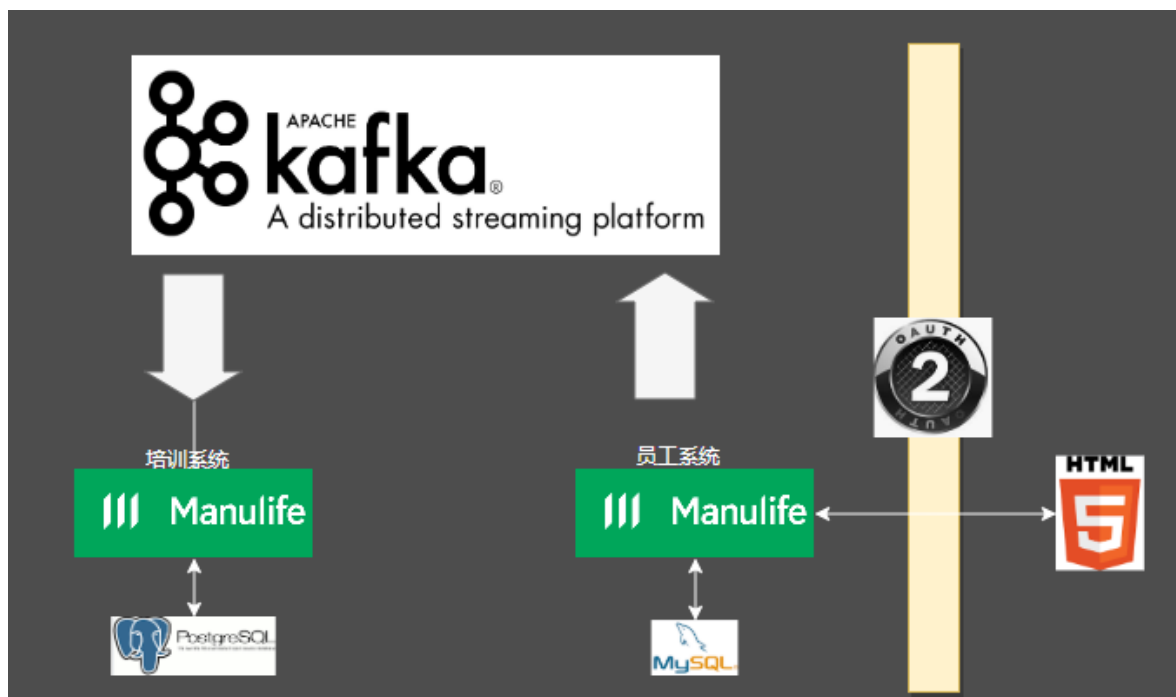 APACHE
kafka®
A distributed streaming platform
OAUTH
2
OAUTH
培训系统
员工系统
Manulife
Manulife
HTML
5
PostgreSQL
MySQL